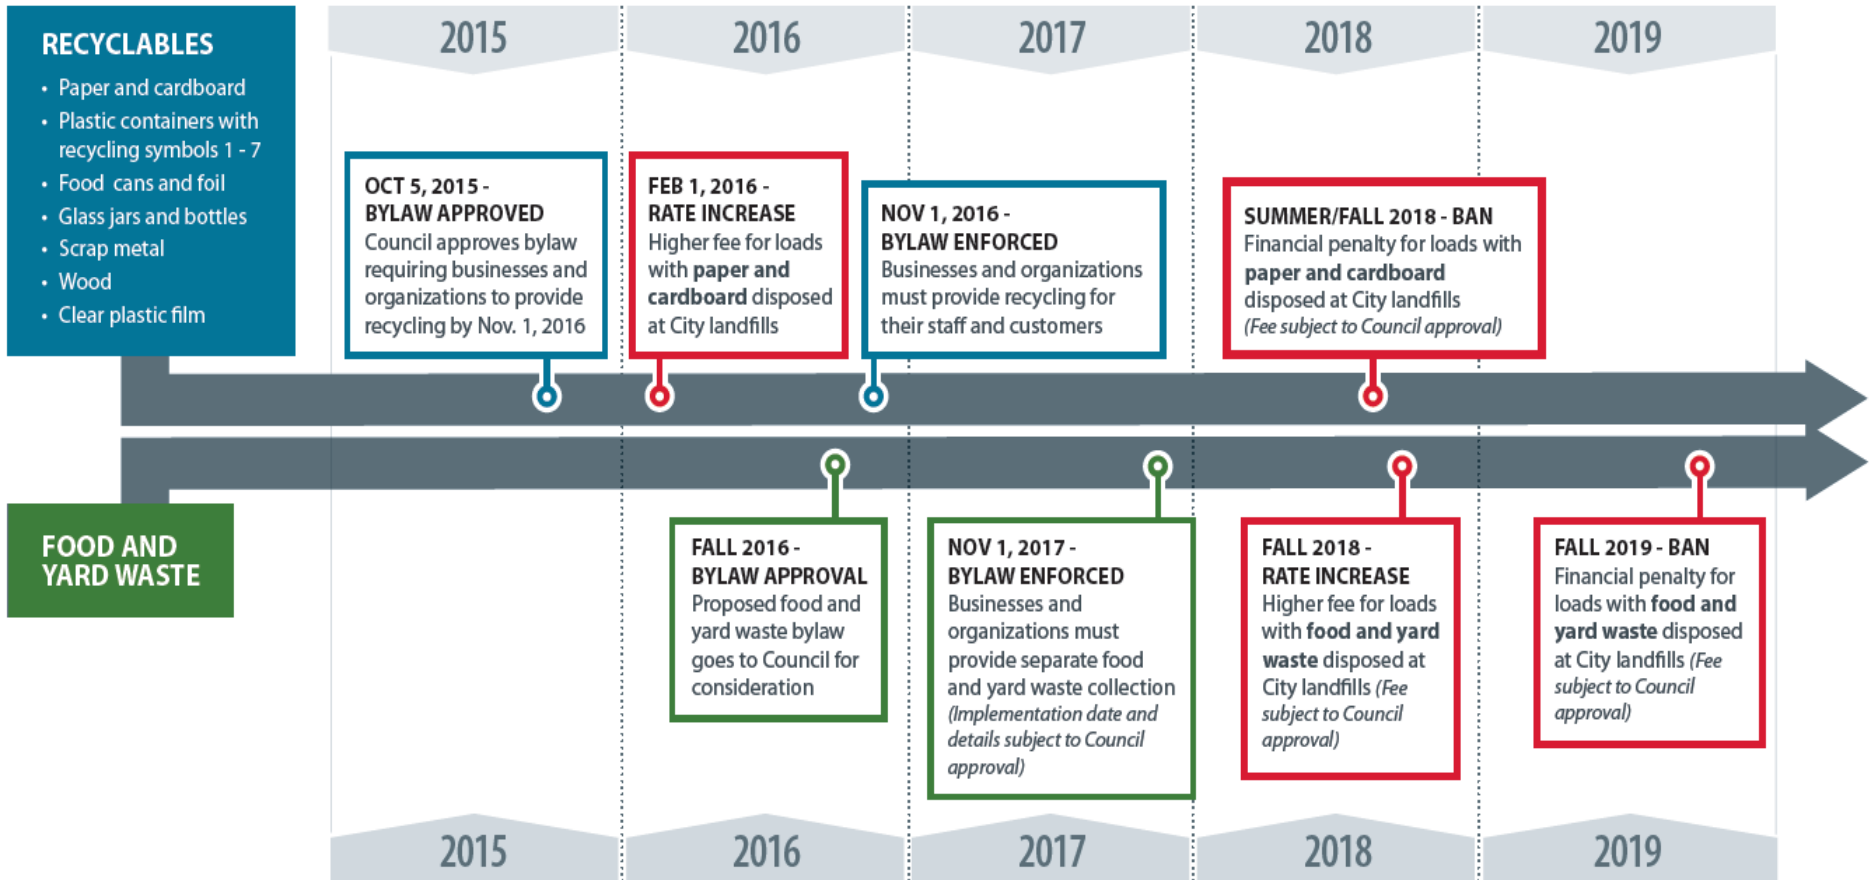 RECYCLABLES
• Paper and cardboard
• Plastic containers with
recycling symbols 1 - 7
• Food cans and foil
• Glass jars and bottles
• Scrap metal
• Wood
• Clear plastic film
2015
2016
2017
2018
2019
OCT 5, 2015 -
BYLAW APPROVED
Council approves bylaw
requiring businesses and
organizations to provide
recycling by Nov. 1, 2016
FEB 1, 2016 -
RATE INCREASE
Higher fee for loads
with paper and
cardboard disposed
at City landfills
NOV 1, 2016 -
BYLAW ENFORCED
Businesses and organizations
must provide recycling for
their staff and customers
SUMMER/FALL 2018 - BAN
Financial penalty for loads with
paper and cardboard
disposed at City landfills
(Fee subject to Council approval)
FOOD AND
YARD WASTE
FALL 2016 -
BYLAW APPROVAL
Proposed food and
yard waste bylaw
goes to Council for
consideration
NOV 1, 2017 -
BYLAW ENFORCED
Businesses and
organizations must
provide separate food
and yard waste collection
(Implementation date and
details subject to Council
approval)
FALL 2018 -
RATE INCREASE
Higher fee for loads
with food and yard
waste disposed at
City landfills (Fee
subject to Council
approval)
FALL 2019 - BAN
Financial penalty for
loads with food and
yard waste disposed
at City landfills (Fee
subject to Council
approval)
2015
2016
2017
2018
2019